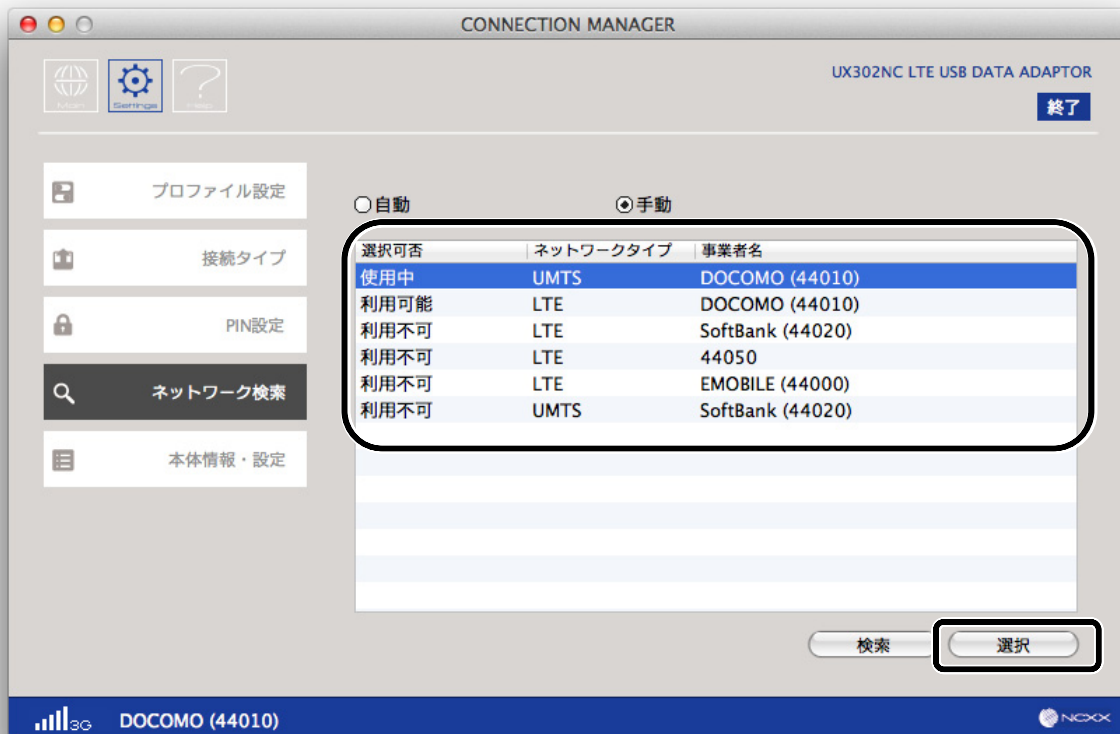 CONNECTION MANAGER
Main
Settings
Help
UX302NC LTE USB DATA ADAPTOR
終了
プロファイル設定
接続タイプ
PIN設定
ネットワーク検索
本体情報・設定
自動 手動
選択可否 ネットワークタイプ 事業者名
使用中 UMTS DOCOMO (44010)
利用可能 LTE DOCOMO (44010)
利用不可 LTE SoftBank (44020)
利用不可 LTE 44050
利用不可 LTE EMOBILE (44000)
利用不可 UMTS SoftBank (44020)
検索 選択
3G DOCOMO (44010)
NCXX